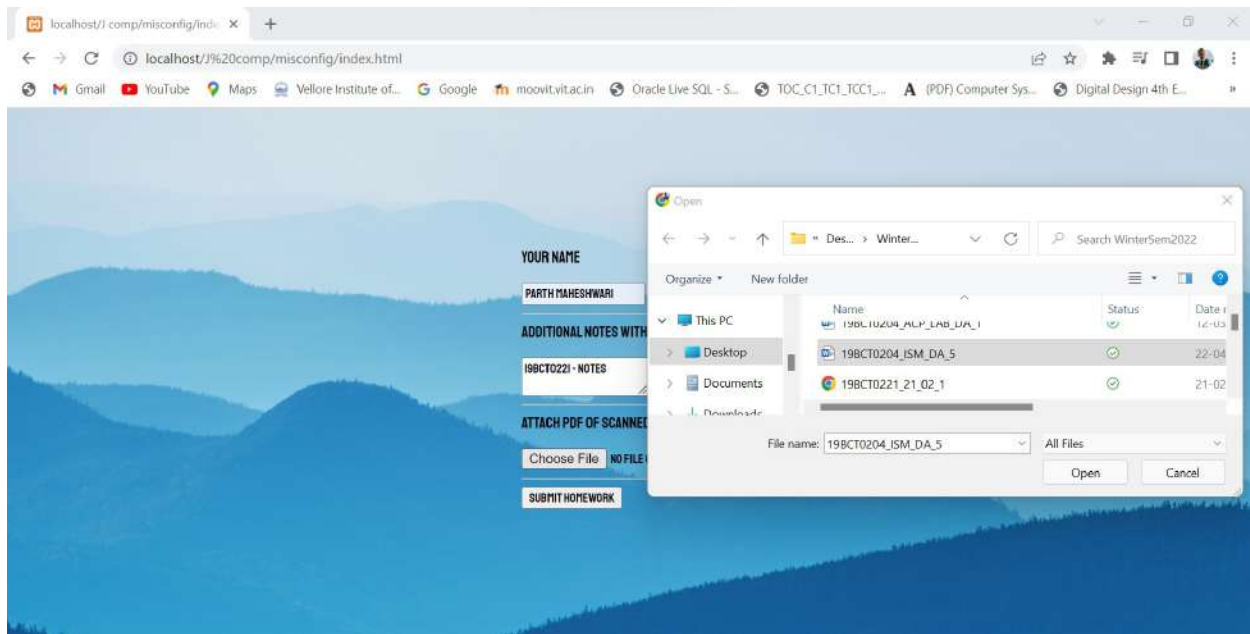 localhost/J comp/misconfig/inde
localhost/J%20comp/misconfig/index.html
Gmail YouTube Maps Vellore Institute of... Google moovit.vit.ac.in Oracle Live SQL - S... TOC_C1_TC1_TCC1_... (PDF) Computer Sys... Digital Design 4th E... »
Open
« Des... › Winter...
Search WinterSem2022
Organize New folder
Name Status Date
This PC
19BCT0204_ACP_LAB_DA_1 12-03
Desktop
19BCT0204_ISM_DA_5 22-04
Documents
19BCT0221_21_02_1 21-02
Downloads
File name: 19BCT0204_ISM_DA_5 All Files
Open Cancel
YOUR NAME
PARTH MAHESHWARI
ADDITIONAL NOTES WITH
19BCT0221 - NOTES
ATTACH PDF OF SCANNED
Choose File NO FILE
SUBMIT HOMEWORK